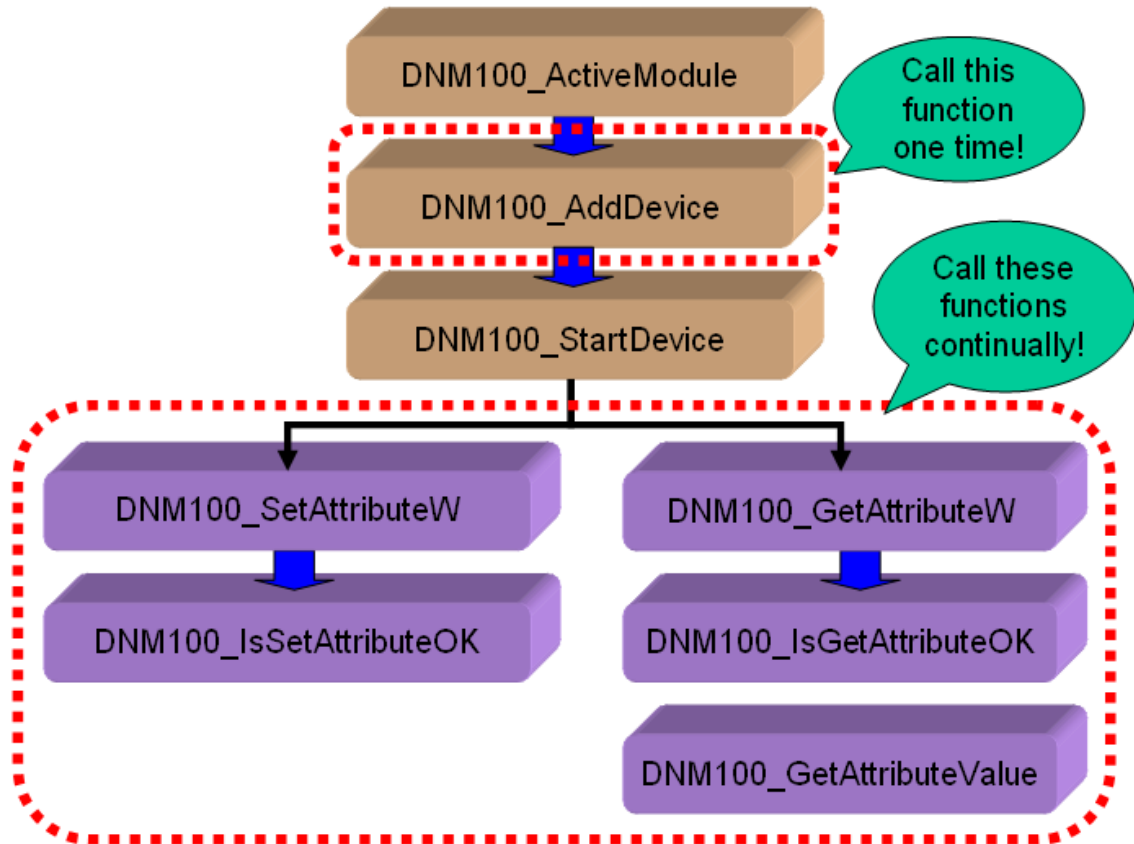 DNM100_ActiveModule
Call this
function
one time!
DNM100_AddDevice
DNM100_StartDevice
Call these
functions
continually!
DNM100_SetAttributeW
DNM100_GetAttributeW
DNM100_IsSetAttributeOK
DNM100_IsGetAttributeOK
DNM100_GetAttributeValue